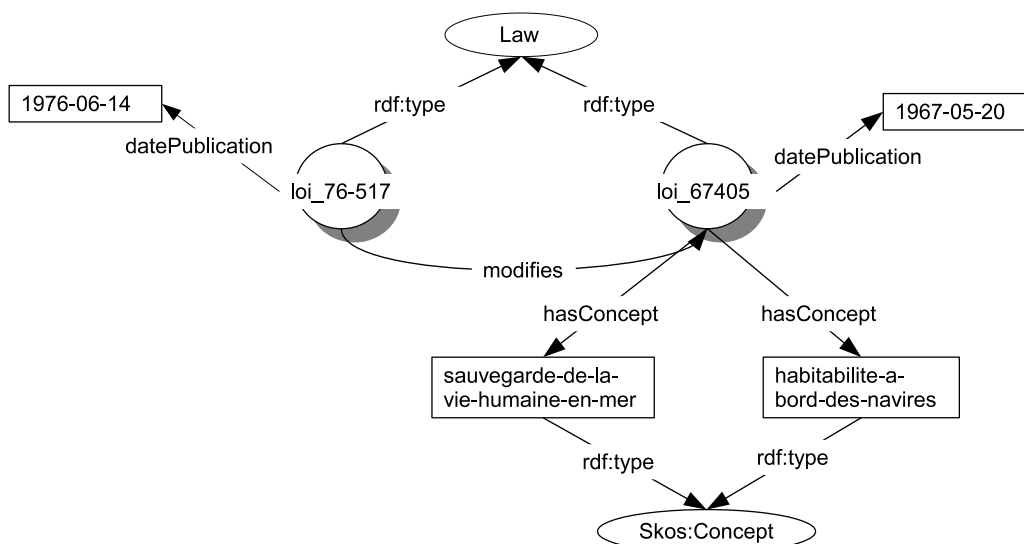 Law
rdf:type
rdf:type
1976-06-14
1967-05-20
datePublication
datePublication
loi_76-517
loi_67405
modifies
hasConcept
hasConcept
sauvegarde-de-la-
vie-humaine-en-mer
habitabilite-a-
bord-des-navires
rdf:type
rdf:type
Skos:Concept